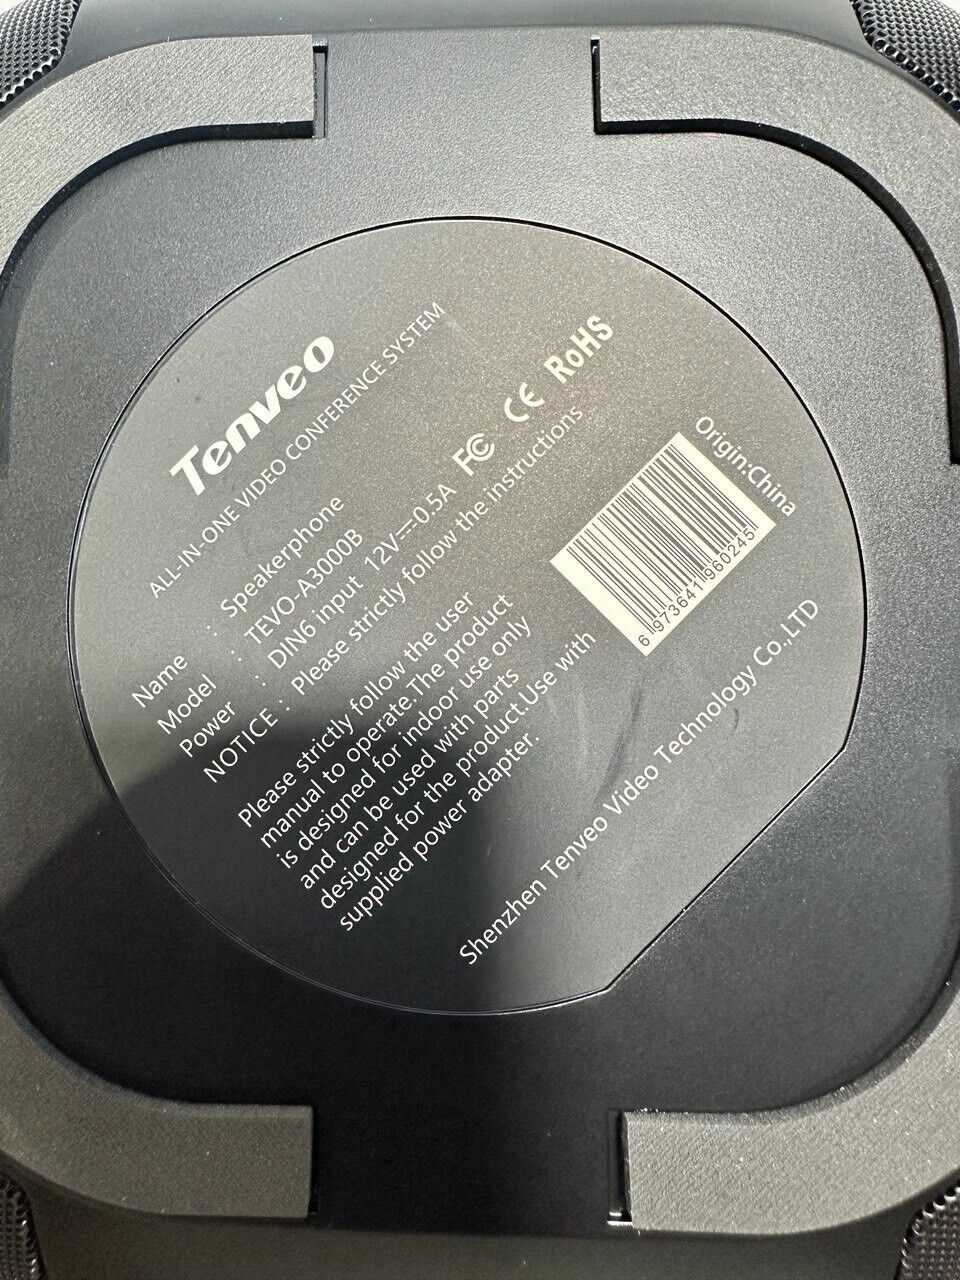 Tenveo
ALL-IN-ONE VIDEO CONFERENCE SYSTEM
Name : Speakerphone
Model : TEVO-A3000B
Power : DIN6 input 12V⎓0.5A FC CE RoHS
NOTICE : Please strictly follow the instructions
Please strictly follow the user
manual to operate.The product
is designed for indoor use only
and can be used with parts
designed for the product.Use with
supplied power adapter.
Origin:China
6 973641 960245
Shenzhen Tenveo Video Technology Co.,LTD